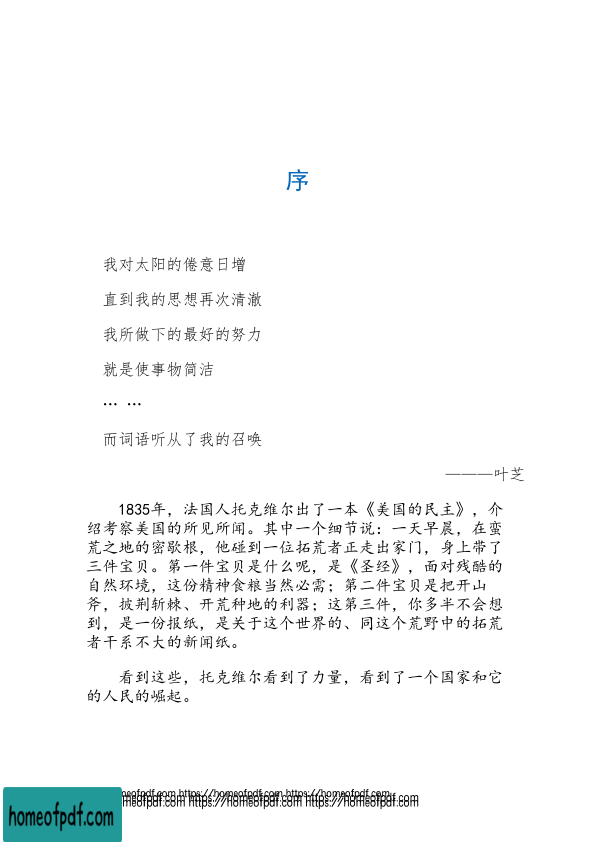 序
我对太阳的倦意日增
直到我的思想再次清澈
我所做下的最好的努力
就是使事物简洁
… …
而词语听从了我的召唤
———叶芝
1835年，法国人托克维尔出了一本《美国的民主》，介
绍考察美国的所见所闻。其中一个细节说：一天早晨，在蛮
荒之地的密歇根，他碰到一位拓荒者正走出家门，身上带了
三件宝贝。第一件宝贝是什么呢，是《圣经》，面对残酷的
自然环境，这份精神食粮当然必需；第二件宝贝是把开山
斧，披荆斩棘、开荒种地的利器；这第三件，你多半不会想
到，是一份报纸，是关于这个世界的、同这个荒野中的拓荒
者干系不大的新闻纸。
看到这些，托克维尔看到了力量，看到了一个国家和它
的人民的崛起。
homeofpdf.com https://homeofpdf.com https://homeofpdf.com
homeofpdf.com https://homeofpdf.com https://homeofpdf.com
homeofpdf.com